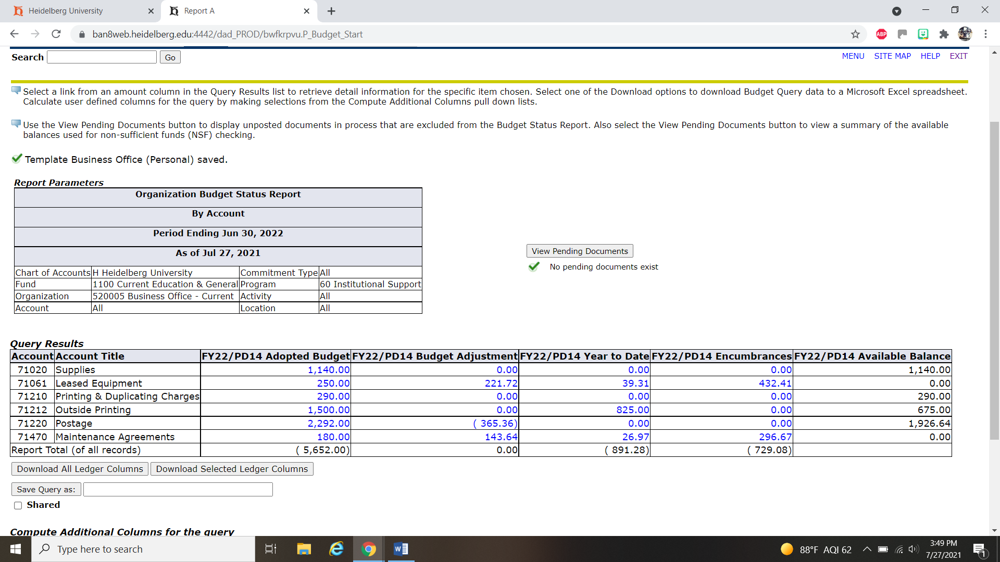 Heidelberg University
Report A
ban8web.heidelberg.edu:4442/dad_PROD/bwfkrpvu.P_Budget_Start
ABP
Search Go MENU SITE MAP HELP EXIT
Select a link from an amount column in the Query Results list to retrieve detail information for the specific item chosen. Select one of the Download options to download Budget Query data to a Microsoft Excel spreadsheet.
Calculate user defined columns for the query by making selections from the Compute Additional Columns pull down lists.
Use the View Pending Documents button to display unposted documents in process that are excluded from the Budget Status Report. Also select the View Pending Documents button to view a summary of the available
balances used for non-sufficient funds (NSF) checking.
Template Business Office (Personal) saved.
Report Parameters
Organization Budget Status Report
By Account
Period Ending Jun 30, 2022
As of Jul 27, 2021
Chart of Accounts H Heidelberg University Commitment Type All
Fund 1100 Current Education & General Program 60 Institutional Support
Organization 520005 Business Office - Current Activity All
Account All Location All
View Pending Documents
No pending documents exist
Query Results
Account Account Title FY22/PD14 Adopted Budget FY22/PD14 Budget Adjustment FY22/PD14 Year to Date FY22/PD14 Encumbrances FY22/PD14 Available Balance
71020 Supplies 1,140.00 0.00 0.00 0.00 1,140.00
71061 Leased Equipment 250.00 221.72 39.31 432.41 0.00
71210 Printing & Duplicating Charges 290.00 0.00 0.00 0.00 290.00
71212 Outside Printing 1,500.00 0.00 825.00 0.00 675.00
71220 Postage 2,292.00 ( 365.36) 0.00 0.00 1,926.64
71470 Maintenance Agreements 180.00 143.64 26.97 296.67 0.00
Report Total (of all records) ( 5,652.00) 0.00 ( 891.28) ( 729.08)
Download All Ledger Columns Download Selected Ledger Columns
Save Query as:
Shared
Compute Additional Columns for the query
Type here to search
W
88°F AQI 62
3:49 PM
7/27/2021
1